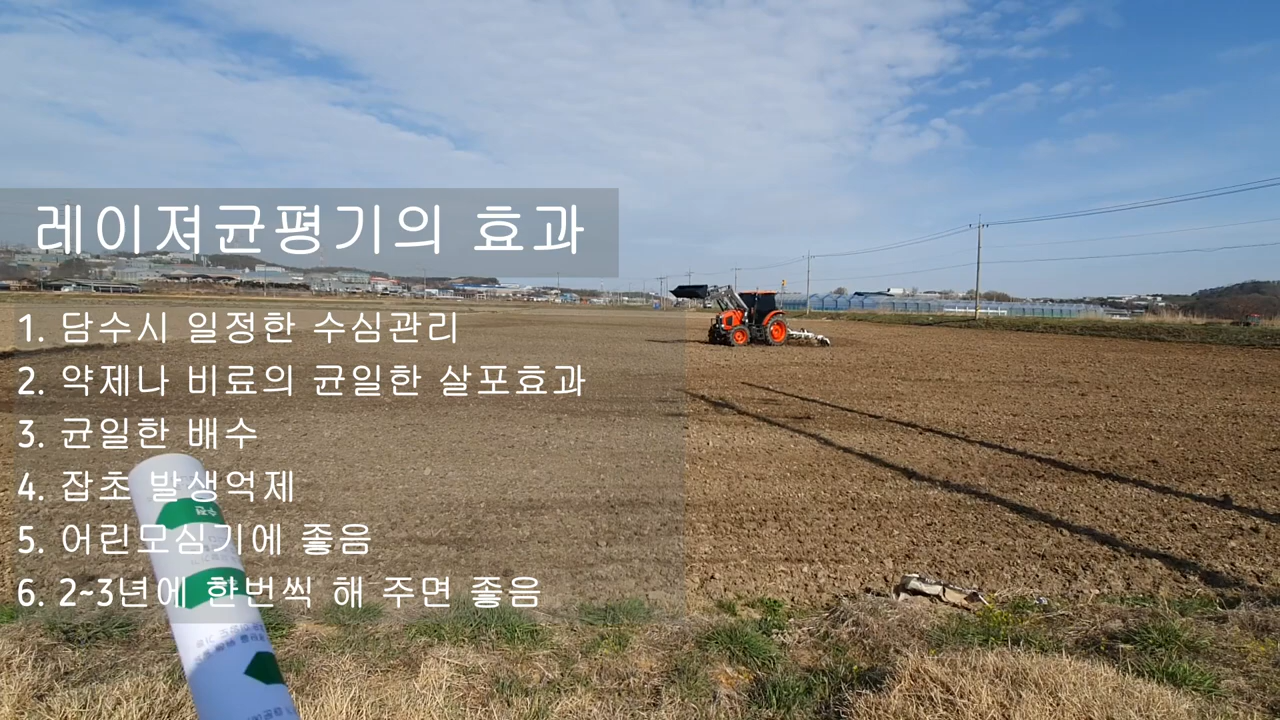 레이져균평기의 효과
1. 담수시 일정한 수심관리
2. 약제나 비료의 균일한 살포효과
3. 균일한 배수
4. 잡초 발생억제
5. 어린모심기에 좋음
6. 2~3년에 한번씩 해 주면 좋음